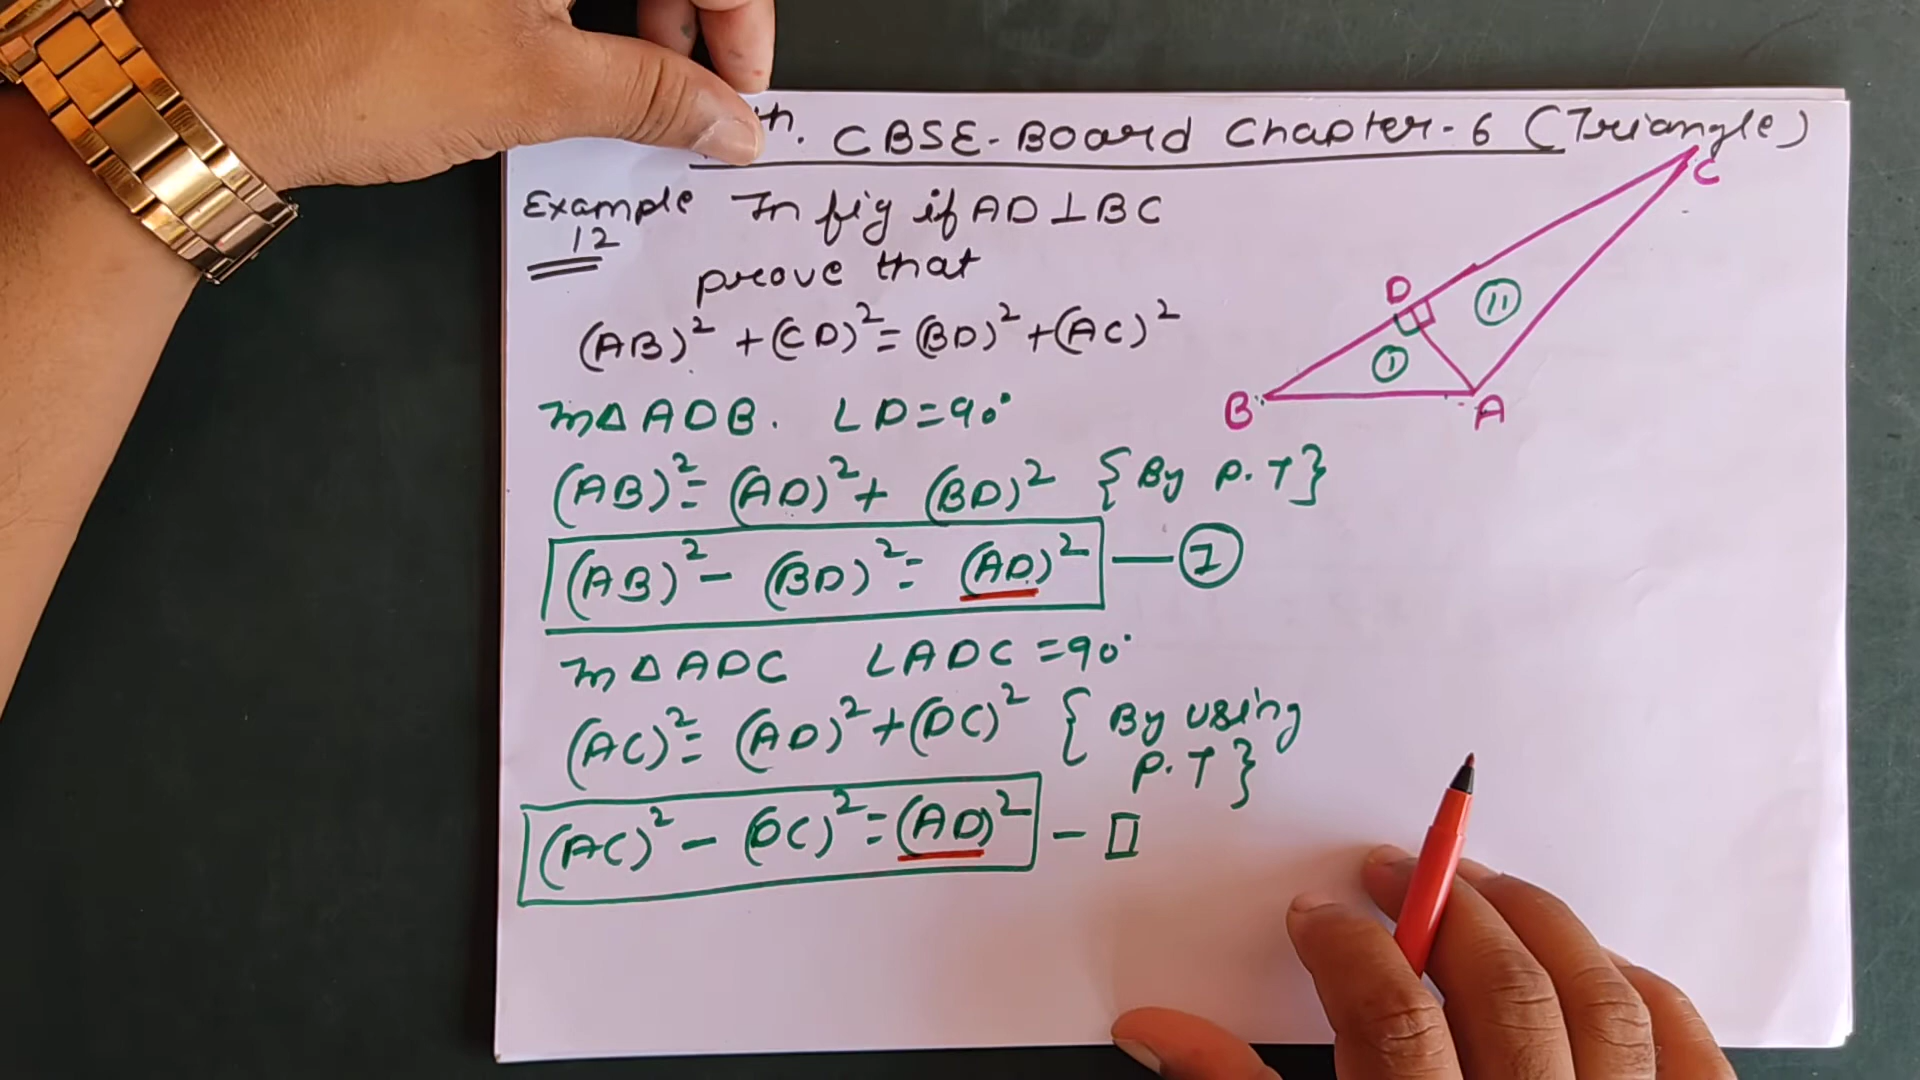 th. CBSE-Board Chapter-6 (Triangle)
Example 12 In fig if AD⊥BC
prove that
(AB)² + (CD)² = (BD)² + (AC)²
In △ ADB. ∠D = 90°
(AB)² = (AD)² + (BD)² {By P.T}
(AB)² - (BD)² = (AD)² — I
In △ ADC ∠ADC = 90°
(AC)² = (AD)² + (DC)² { By using
P.T }
(AC)² - (DC)² = (AD)² - II
C
D
II
I
B
A